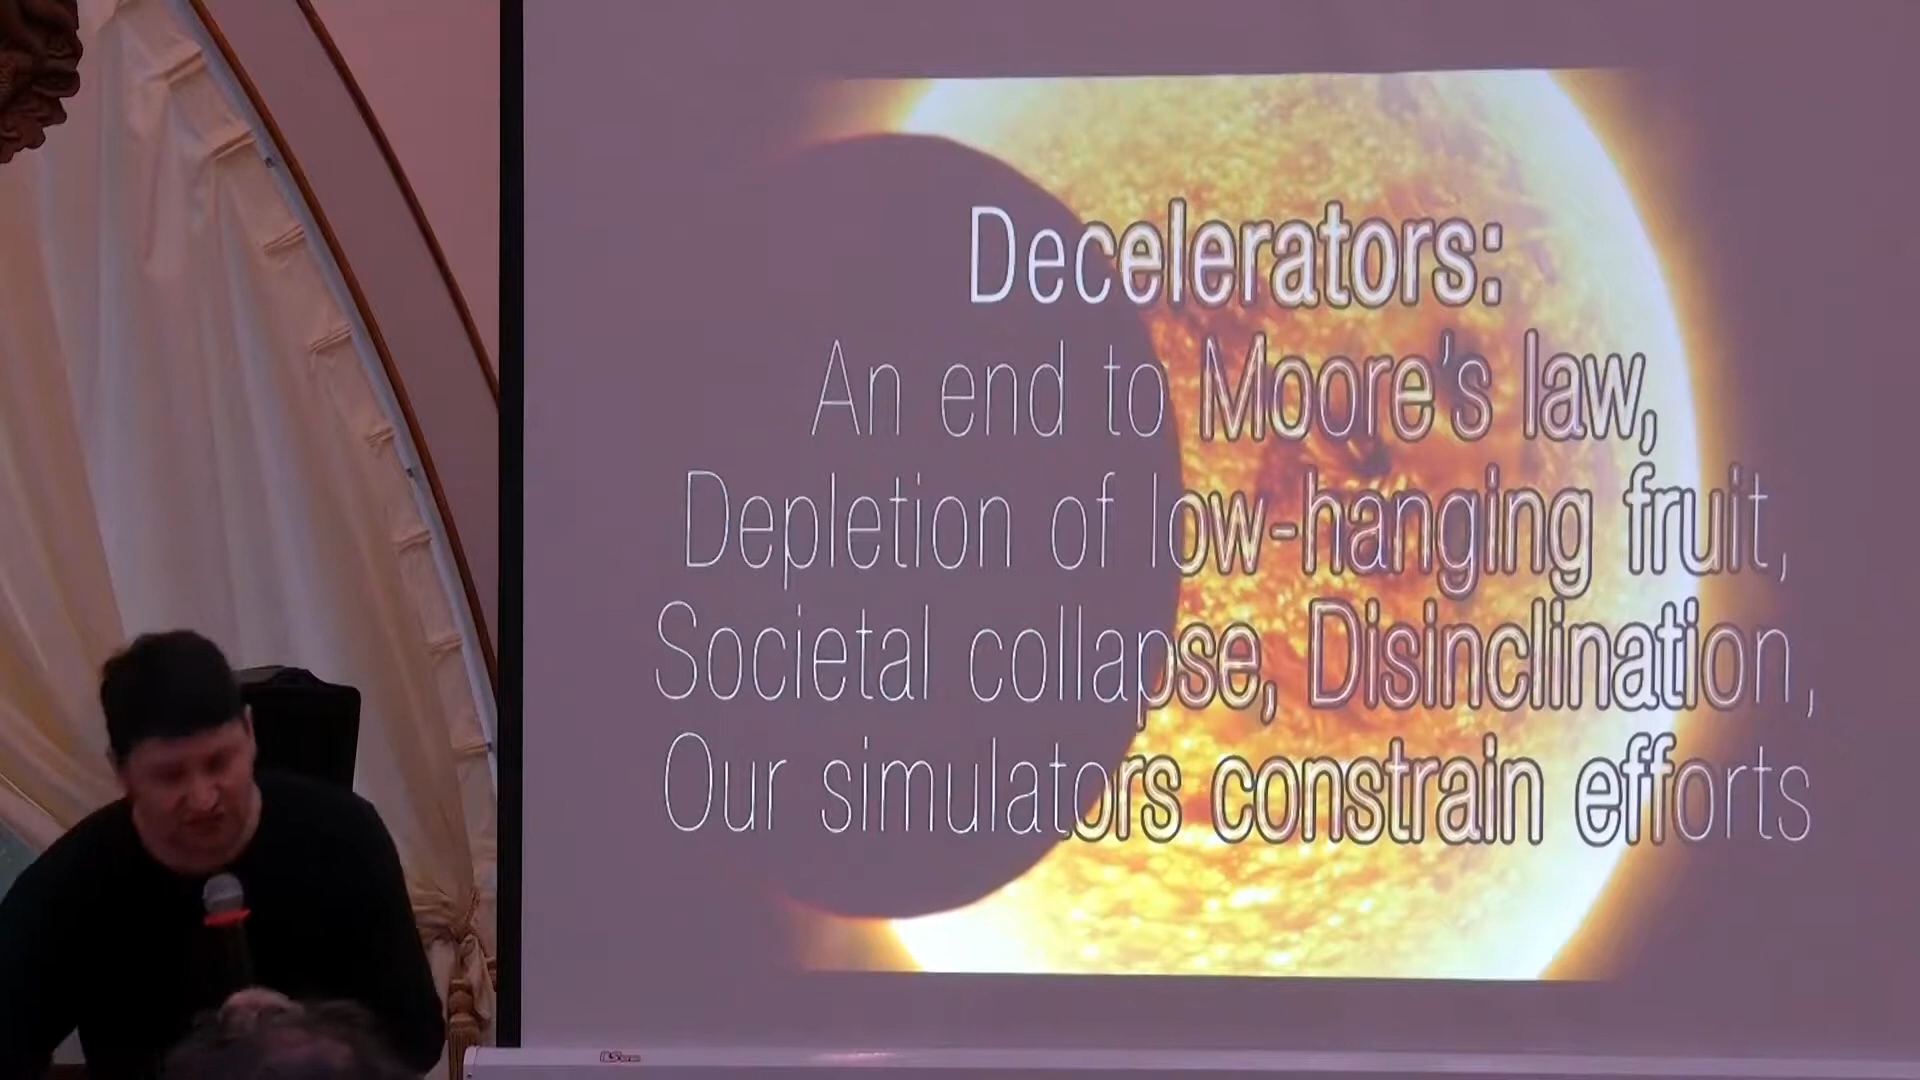 Decelerators:
An end to Moore's law,
Depletion of low-hanging fruit,
Societal collapse, Disinclination,
Our simulators constrain efforts